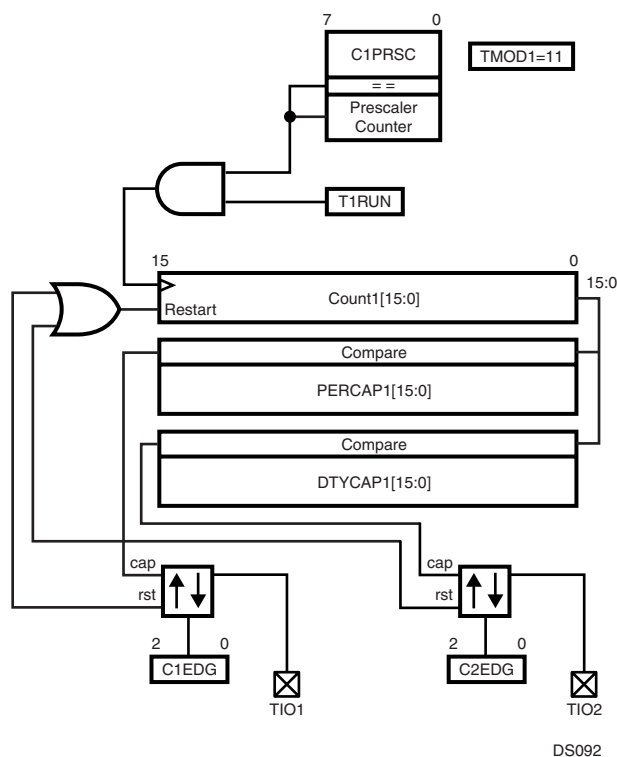 7 0
C1PRSC
TMOD1=11
= =
Prescaler
Counter
T1RUN
15 0
15:0
Count1[15:0]
Restart
Compare
PERCAP1[15:0]
Compare
DTYCAP1[15:0]
cap
rst
cap
rst
2 0
C1EDG
2 0
C2EDG
TIO1
TIO2
DS092